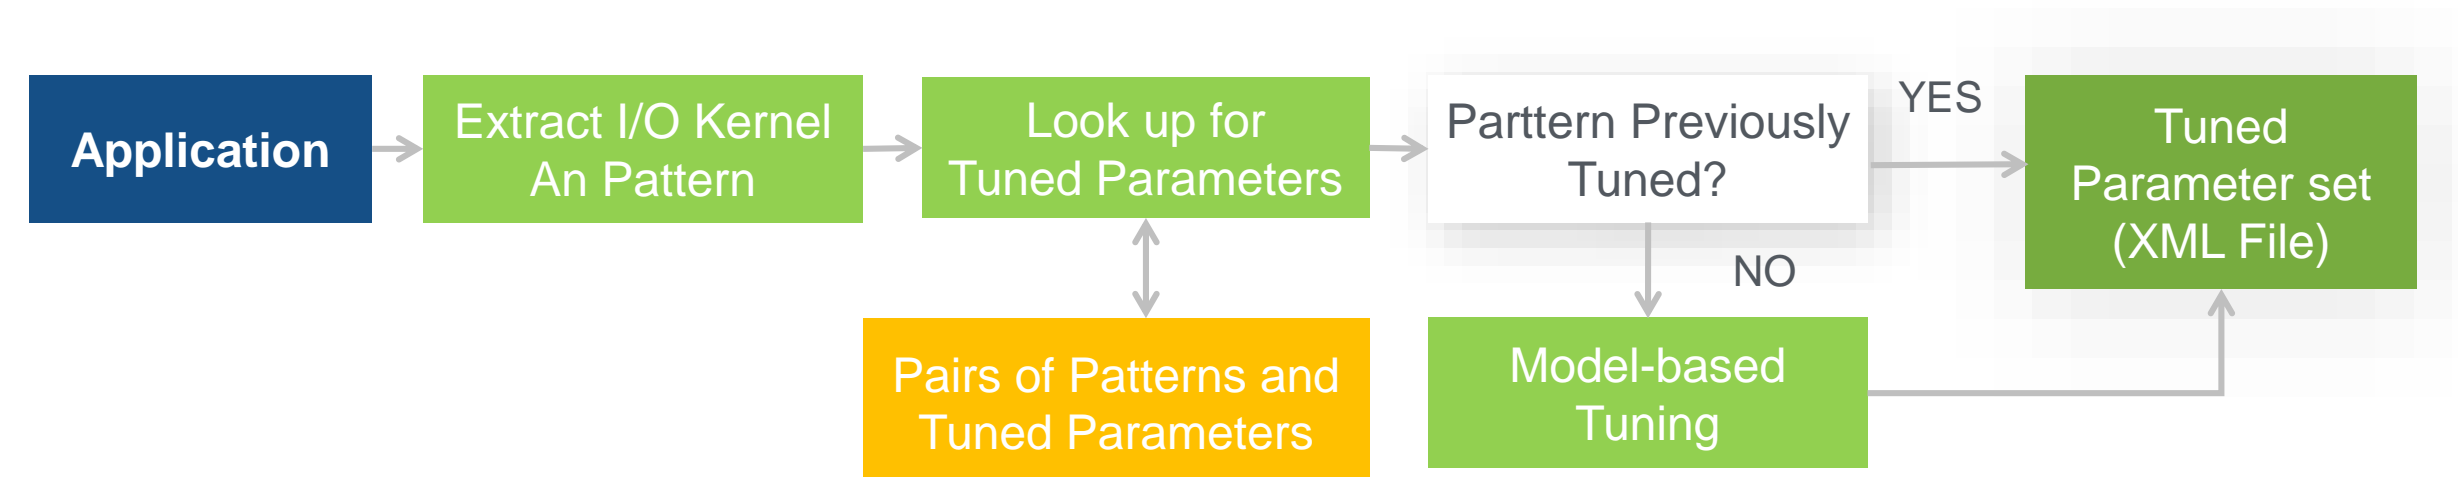 Application
Extract I/O Kernel
An Pattern
Look up for
Tuned Parameters
Parttern Previously
Tuned?
YES
Tuned
Parameter set
(XML File)
NO
Pairs of Patterns and
Tuned Parameters
Model-based
Tuning